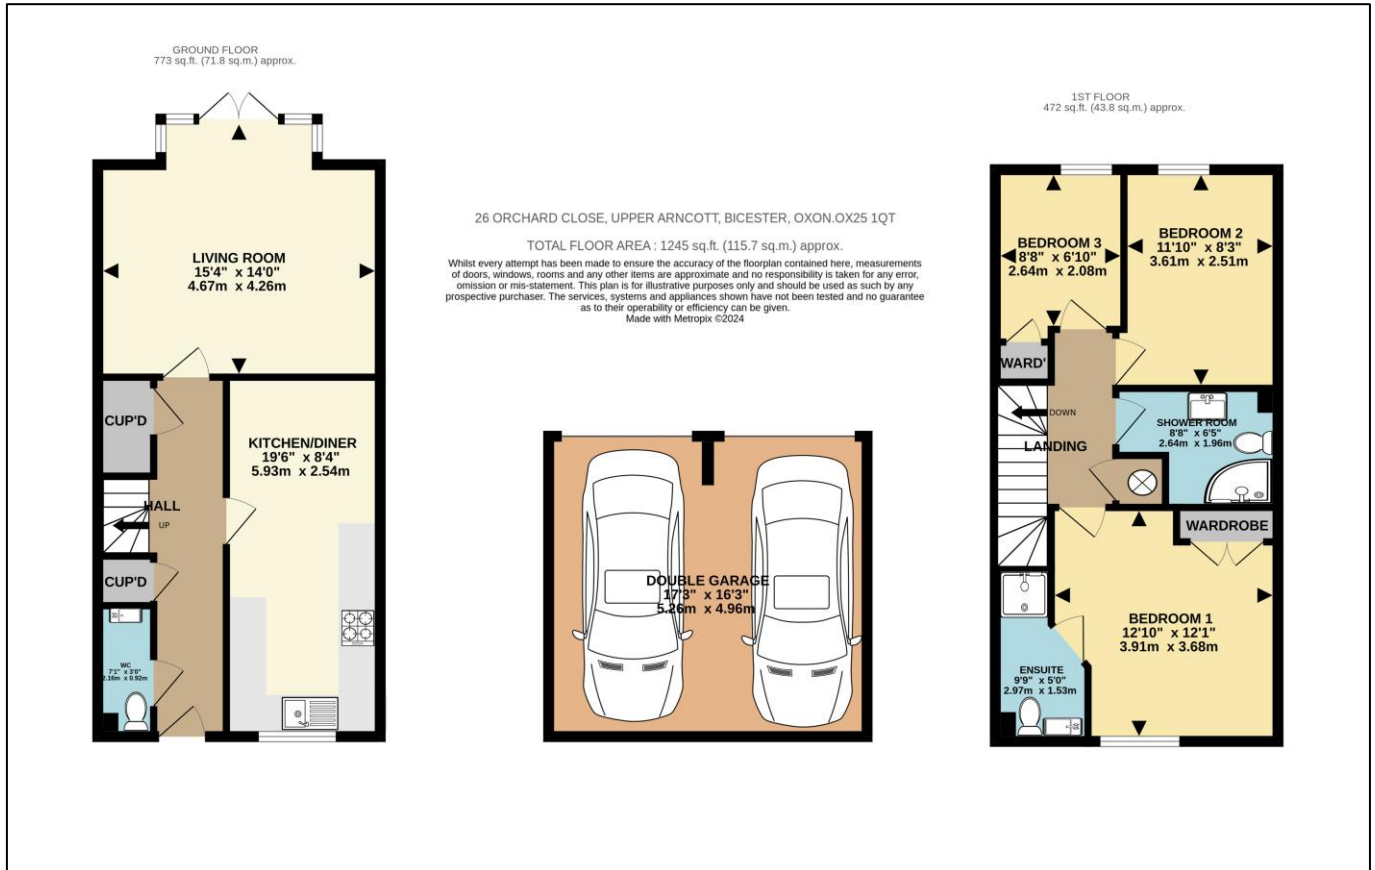 GROUND FLOOR
773 sq.ft. (71.8 sq.m.) approx.
LIVING ROOM
15'4" x 14'0"
4.67m x 4.26m
CUP'D
KITCHEN/DINER
19'6" x 8'4"
5.93m x 2.54m
HALL
UP
CUP'D
WC
7'1" x 3'0"
2.16m x 0.92m
26 ORCHARD CLOSE, UPPER ARNCOTT, BICESTER, OXON.OX25 1QT
TOTAL FLOOR AREA : 1245 sq.ft. (115.7 sq.m.) approx.
Whilst every attempt has been made to ensure the accuracy of the floorplan contained here, measurements
of doors, windows, rooms and any other items are approximate and no responsibility is taken for any error,
omission or mis-statement. This plan is for illustrative purposes only and should be used as such by any
prospective purchaser. The services, systems and appliances shown have not been tested and no guarantee
as to their operability or efficiency can be given.
Made with Metropix ©2024
DOUBLE GARAGE
17'3" x 16'3"
5.26m x 4.96m
1ST FLOOR
472 sq.ft. (43.8 sq.m.) approx.
BEDROOM 3
8'8" x 6'10"
2.64m x 2.08m
BEDROOM 2
11'10" x 8'3"
3.61m x 2.51m
WARD'
DOWN
LANDING
SHOWER ROOM
8'8" x 6'5"
2.64m x 1.96m
WARDROBE
BEDROOM 1
12'10" x 12'1"
3.91m x 3.68m
ENSUITE
9'9" x 5'0"
2.97m x 1.53m